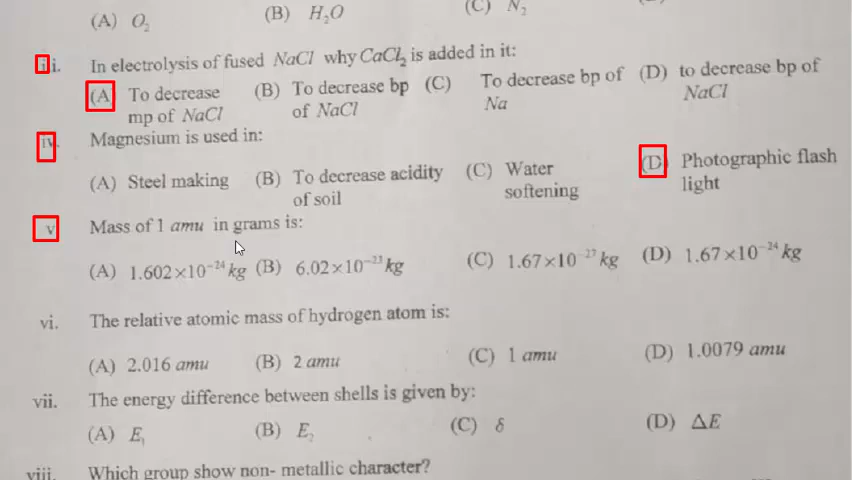 (A) O₂ (B) H₂O (C) N₂
iii. In electrolysis of fused NaCl why CaCl₂ is added in it:
(A) To decrease (B) To decrease bp (C) To decrease bp of (D) to decrease bp of
mp of NaCl of NaCl Na NaCl
iv. Magnesium is used in:
(A) Steel making (B) To decrease acidity (C) Water (D) Photographic flash
of soil softening light
v Mass of 1 amu in grams is:
(A) 1.602×10⁻²⁴ kg (B) 6.02×10⁻²³ kg (C) 1.67×10⁻²⁷ kg (D) 1.67×10⁻²⁴ kg
vi. The relative atomic mass of hydrogen atom is:
(A) 2.016 amu (B) 2 amu (C) 1 amu (D) 1.0079 amu
vii. The energy difference between shells is given by:
(A) E₁ (B) E₂ (C) δ (D) ΔE
viii. Which group show non- metallic character?